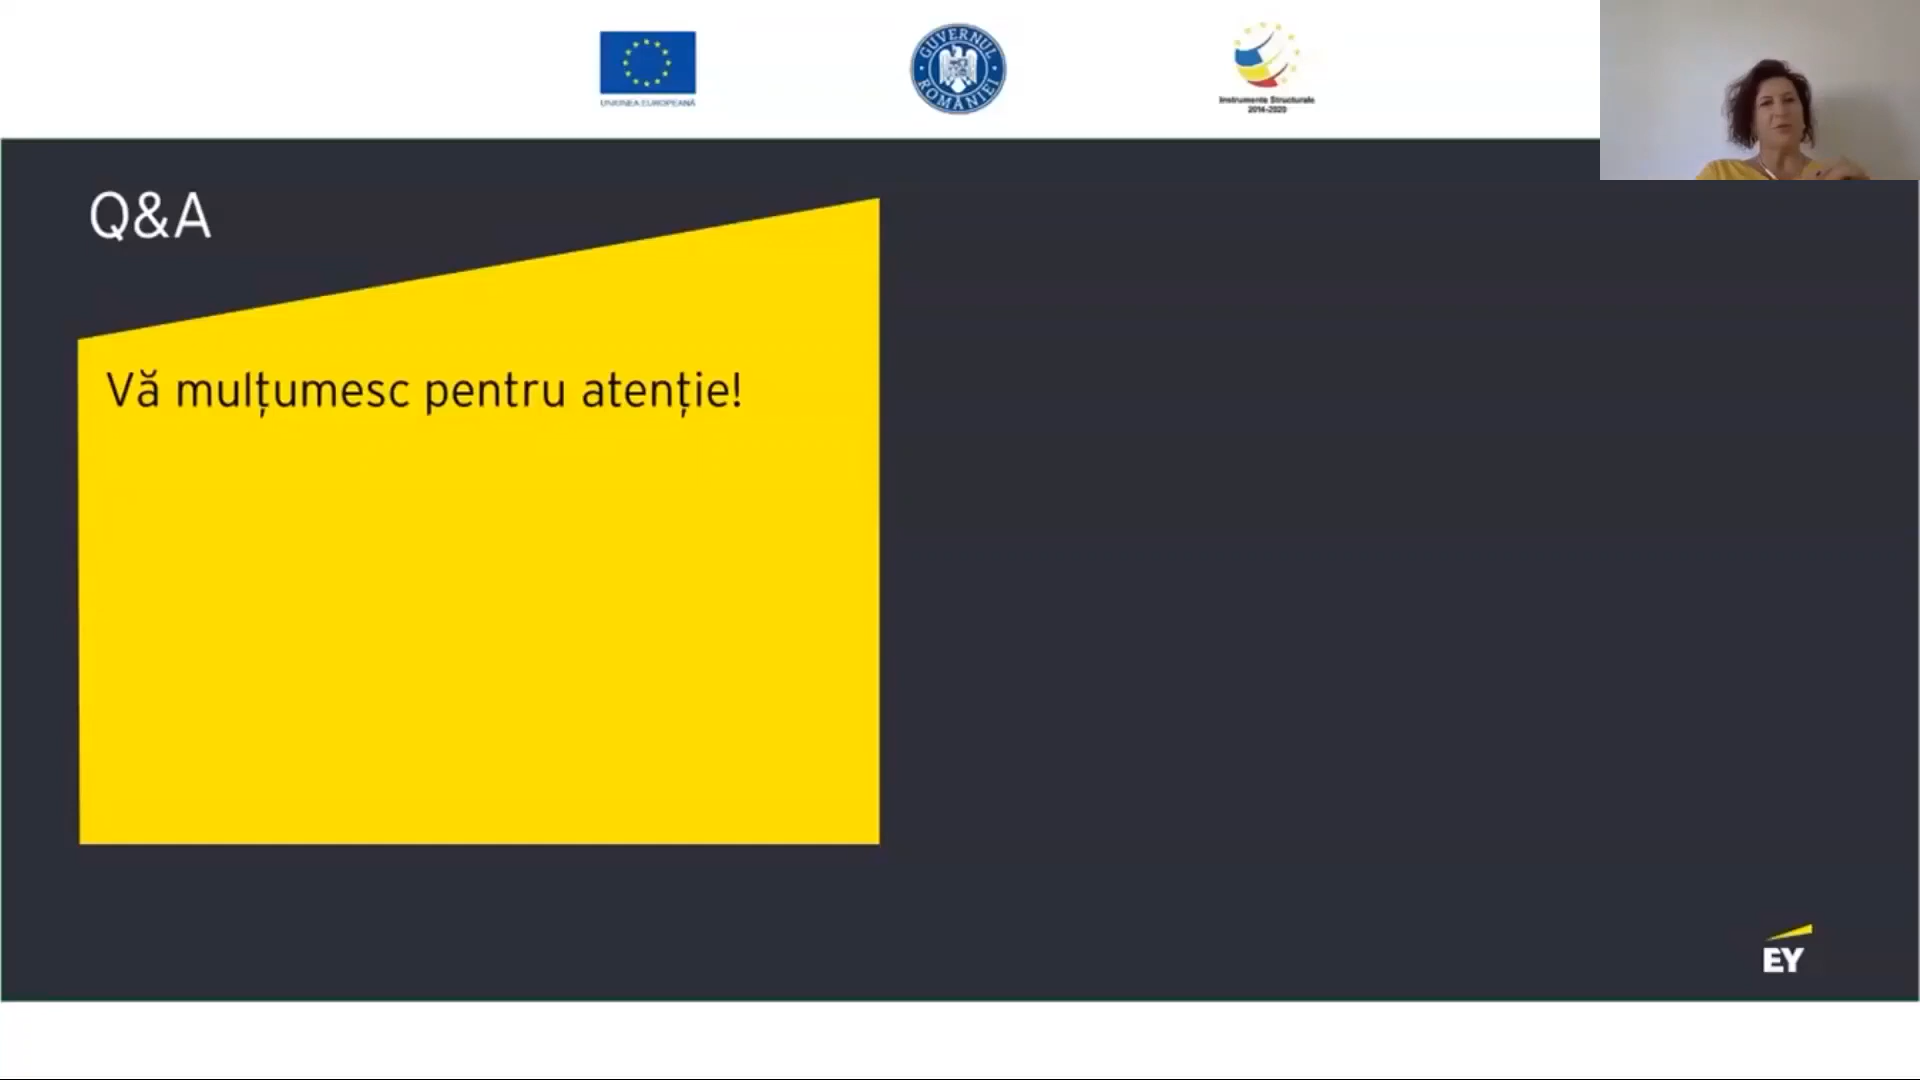 UNIUNEA EUROPEANĂ
GUVERNUL ROMÂNIEI
Instrumente Structurale
2014-2020
Q&A
Vă mulțumesc pentru atenție!
EY